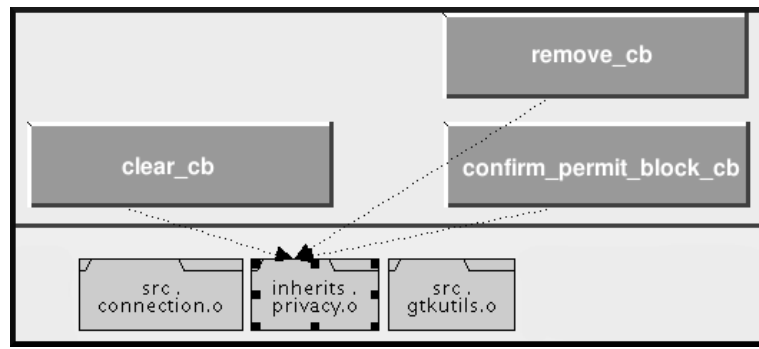 remove_cb
clear_cb
confirm_permit_block_cb
src.
connection.o
inherits.
privacy.o
src.
gtkutils.o